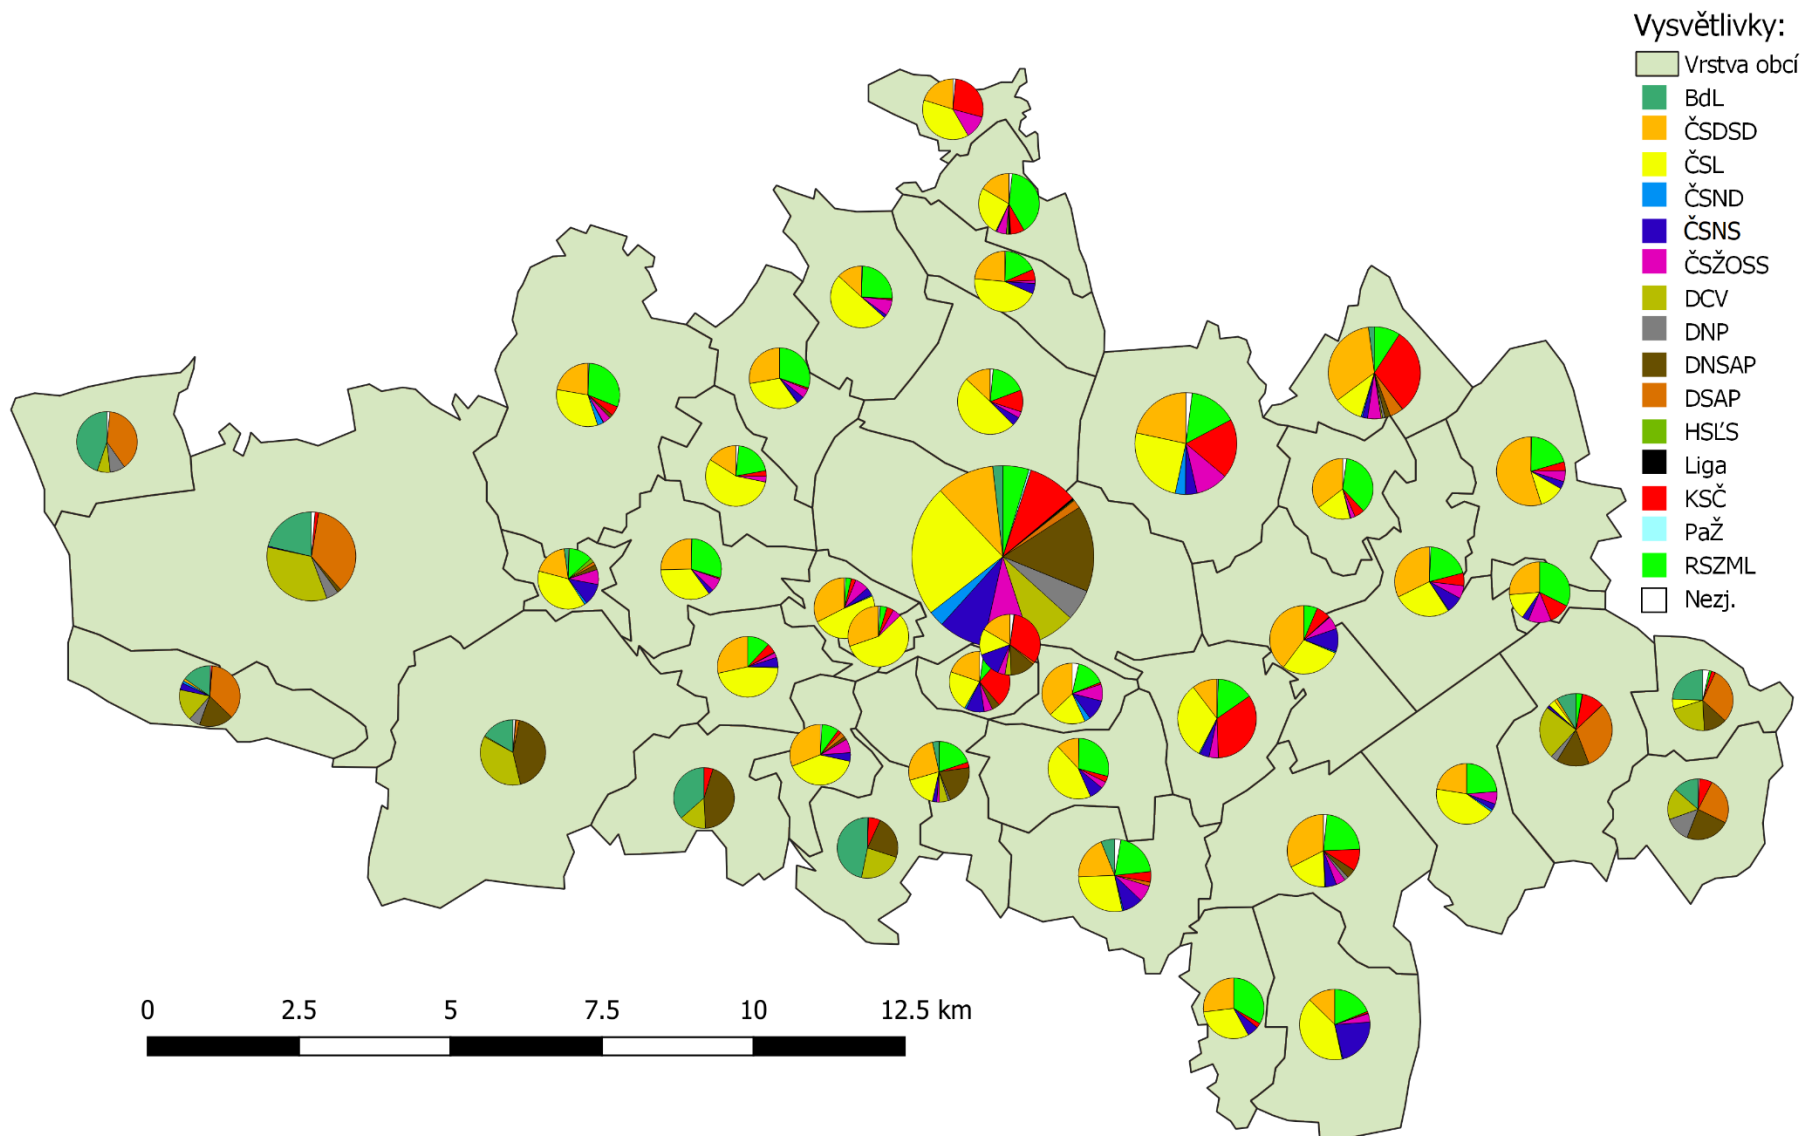 Vysvětlivky:
Vrstva obcí
BdL
ČSDSD
ČSL
ČSND
ČSNS
ČSŽOSS
DCV
DNP
DNSAP
DSAP
HSĽS
Liga
KSČ
PaŽ
RSZML
Nezj.
0 2.5 5 7.5 10 12.5 km